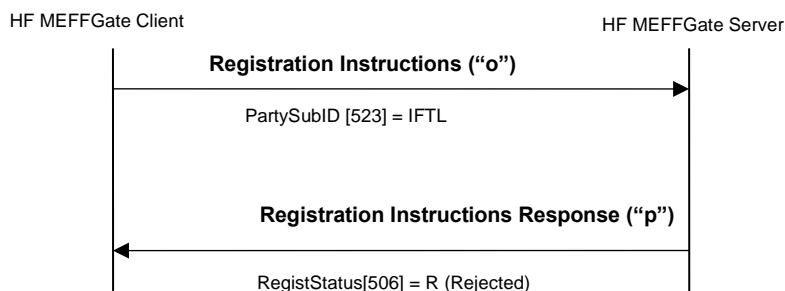 HF MEFFGate Client
HF MEFFGate Server
Registration Instructions (“o”)
PartySubID [523] = IFTL
Registration Instructions Response (“p”)
RegistStatus[506] = R (Rejected)